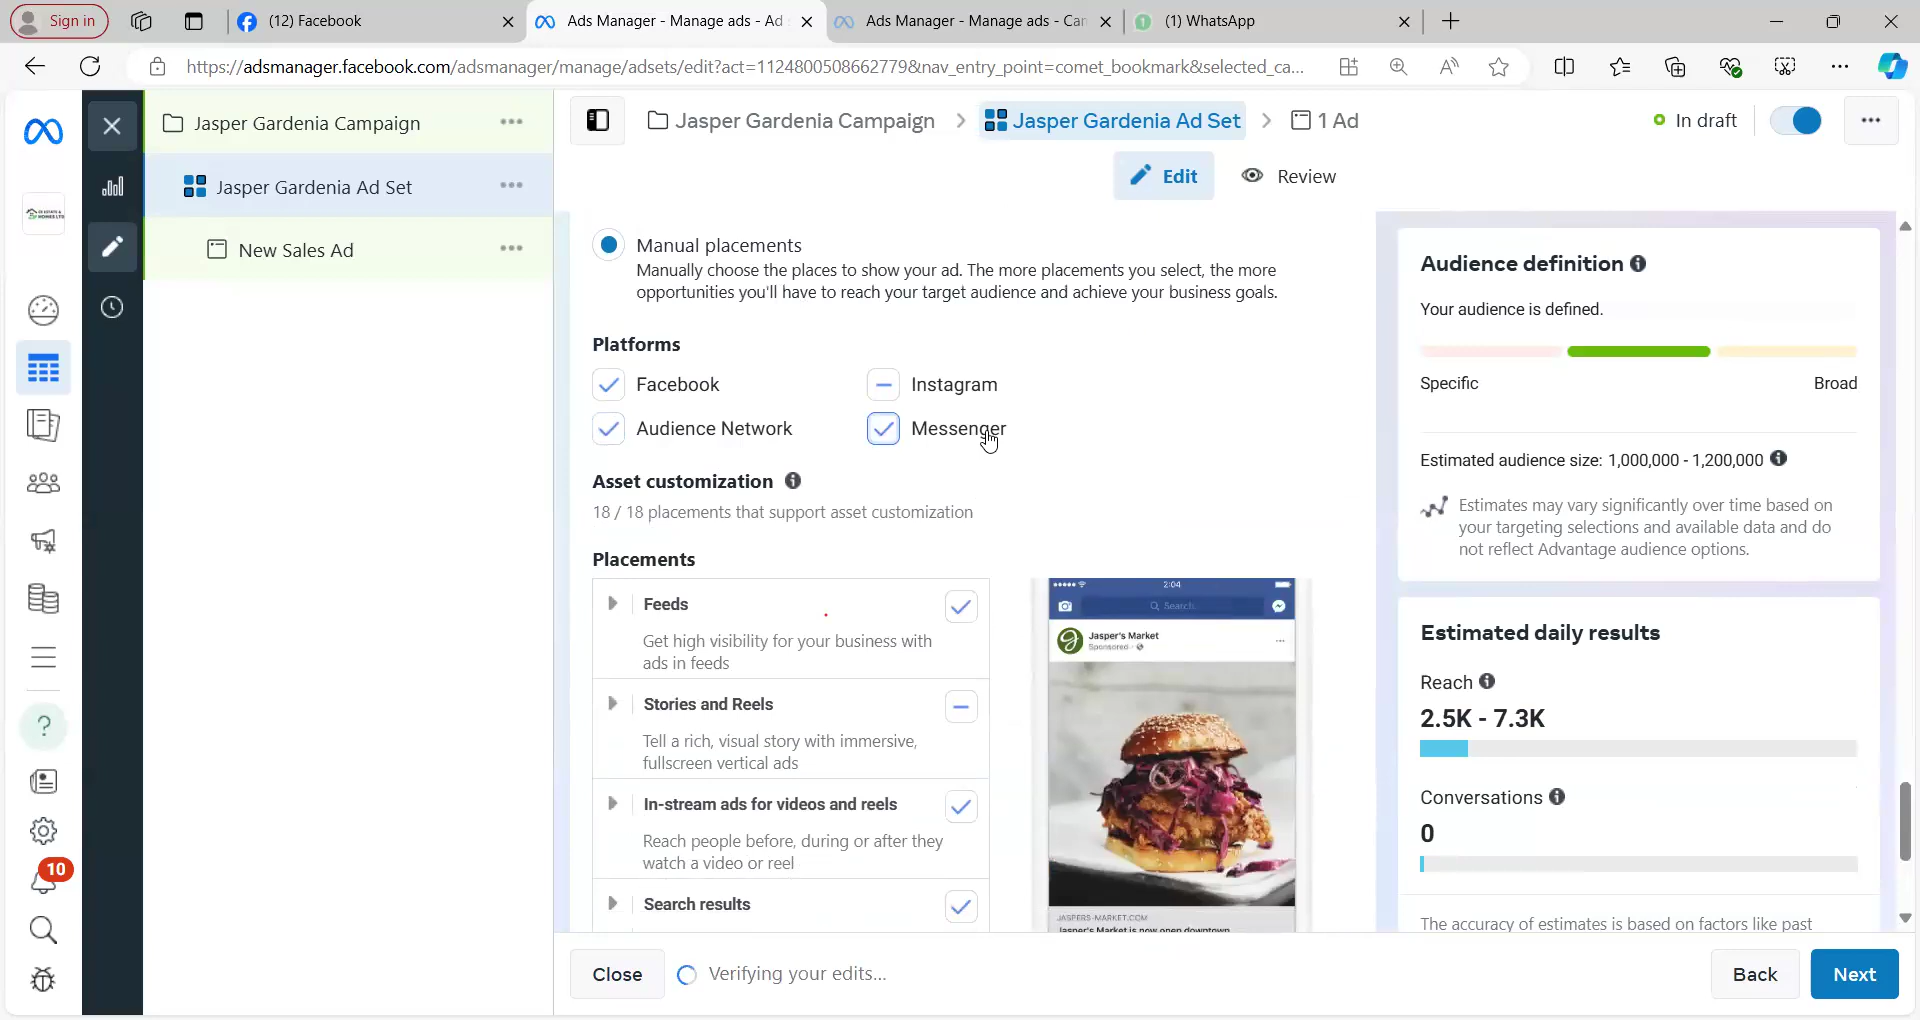 Sign in
(12) Facebook
Ads Manager - Manage ads - Ad
Ads Manager - Manage ads - Car
(1) WhatsApp
https://adsmanager.facebook.com/adsmanager/manage/adsets/edit?act=1124800508662779&nav_entry_point=comet_bookmark&selected_ca...
Jasper Gardenia Campaign
Jasper Gardenia Ad Set
New Sales Ad
Jasper Gardenia Campaign
Jasper Gardenia Ad Set
1 Ad
In draft
Edit
Review
Manual placements
Manually choose the places to show your ad. The more placements you select, the more
opportunities you'll have to reach your target audience and achieve your business goals.
Platforms
Facebook
Instagram
Audience Network
Messenger
Asset customization
18 / 18 placements that support asset customization
Placements
Feeds
Get high visibility for your business with
ads in feeds
Stories and Reels
Tell a rich, visual story with immersive,
fullscreen vertical ads
In-stream ads for videos and reels
Reach people before, during or after they
watch a video or reel
Search results
2:04
Search
Jasper's Market
Sponsored
JASPERS-MARKET.COM
Jasper's Market is now open downtown
Audience definition
Your audience is defined.
Specific
Broad
Estimated audience size: 1,000,000 - 1,200,000
Estimates may vary significantly over time based on
your targeting selections and available data and do
not reflect Advantage audience options.
Estimated daily results
Reach
2.5K - 7.3K
Conversations
0
The accuracy of estimates is based on factors like past
10
Close
Verifying your edits...
Back
Next